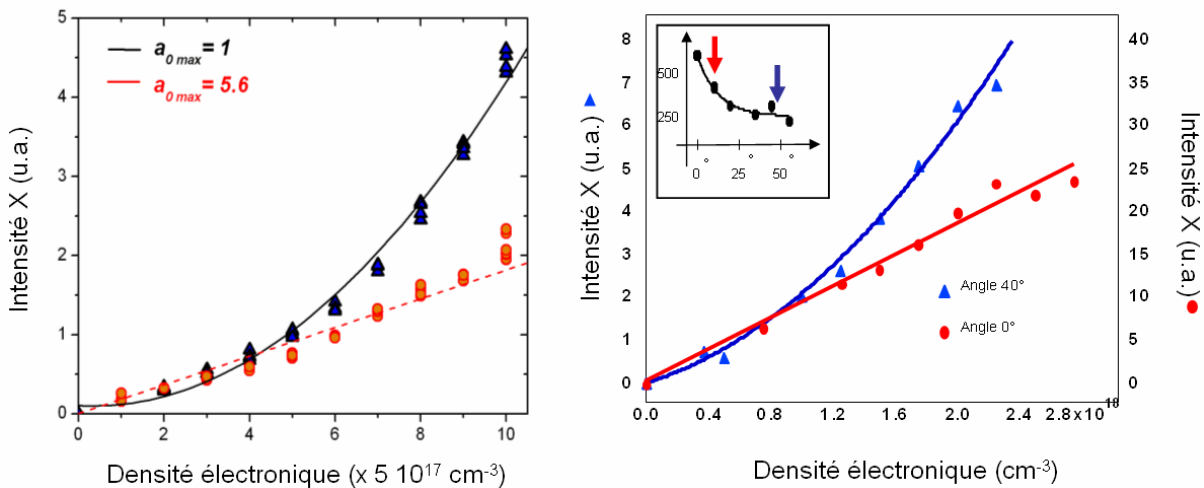 5
4
3
2
1
0
Intensité X (u.a.)
a0 max = 1
a0 max = 5.6
0 2 4 6 8 10
Densité électronique (x 5 10¹⁷ cm⁻³)
8
7
6
5
4
3
2
1
0
Intensité X (u.a.)
500
250
0 ° 25 ° 50 °
Angle 40°
Angle 0°
40
35
30
25
20
15
10
5
0
Intensité X (u.a.)
0.0 0.4 0.8 1.2 1.6 2.0 2.4 2.8 x 10¹⁸
Densité électronique (cm⁻³)